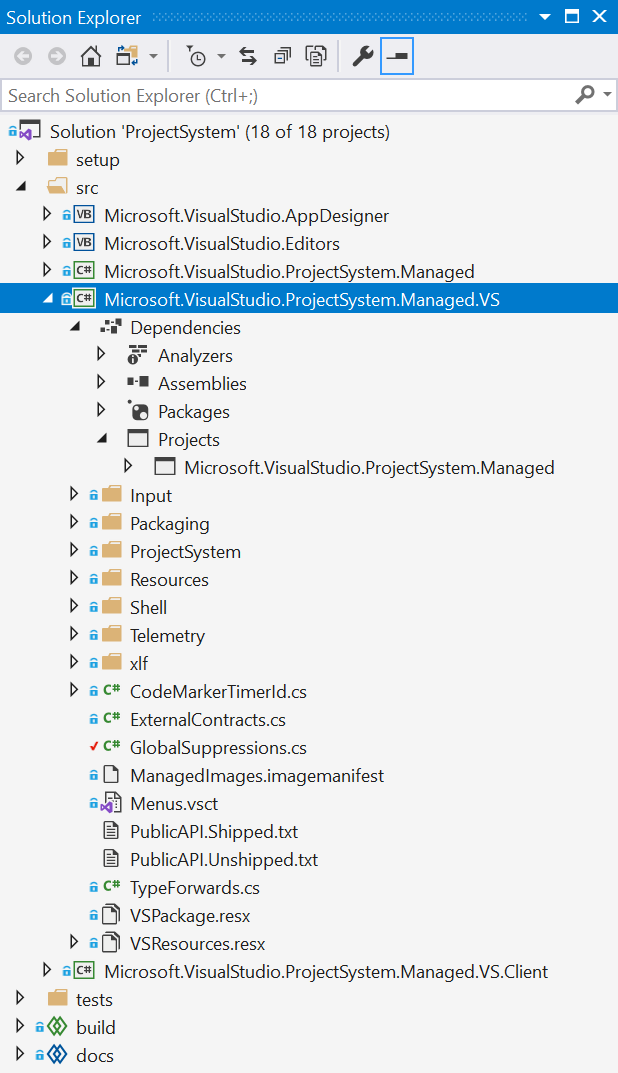 Solution Explorer
Search Solution Explorer (Ctrl+;)
Solution 'ProjectSystem' (18 of 18 projects)
setup
src
VB Microsoft.VisualStudio.AppDesigner
VB Microsoft.VisualStudio.Editors
C# Microsoft.VisualStudio.ProjectSystem.Managed
C# Microsoft.VisualStudio.ProjectSystem.Managed.VS
Dependencies
Analyzers
Assemblies
Packages
Projects
Microsoft.VisualStudio.ProjectSystem.Managed
Input
Packaging
ProjectSystem
Resources
Shell
Telemetry
xlf
C# CodeMarkerTimerId.cs
C# ExternalContracts.cs
C# GlobalSuppressions.cs
ManagedImages.imagemanifest
Menus.vsct
PublicAPI.Shipped.txt
PublicAPI.Unshipped.txt
C# TypeForwards.cs
VSPackage.resx
VSResources.resx
C# Microsoft.VisualStudio.ProjectSystem.Managed.VS.Client
tests
build
docs